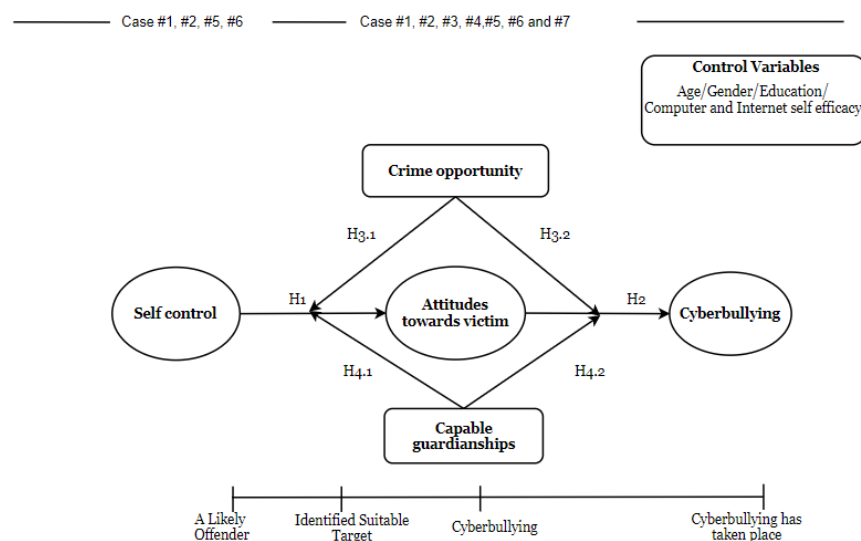 Case #1, #2, #5, #6
Case #1, #2, #3, #4,#5, #6 and #7
Control Variables
Age/Gender/Education/
Computer and Internet self efficacy
Crime opportunity
H3.1
H3.2
H1
H2
Self control
Attitudes
towards victim
Cyberbullying
H4.1
H4.2
Capable
guardianships
A Likely
Offender
Identified Suitable
Target
Cyberbullying
Cyberbullying has
taken place